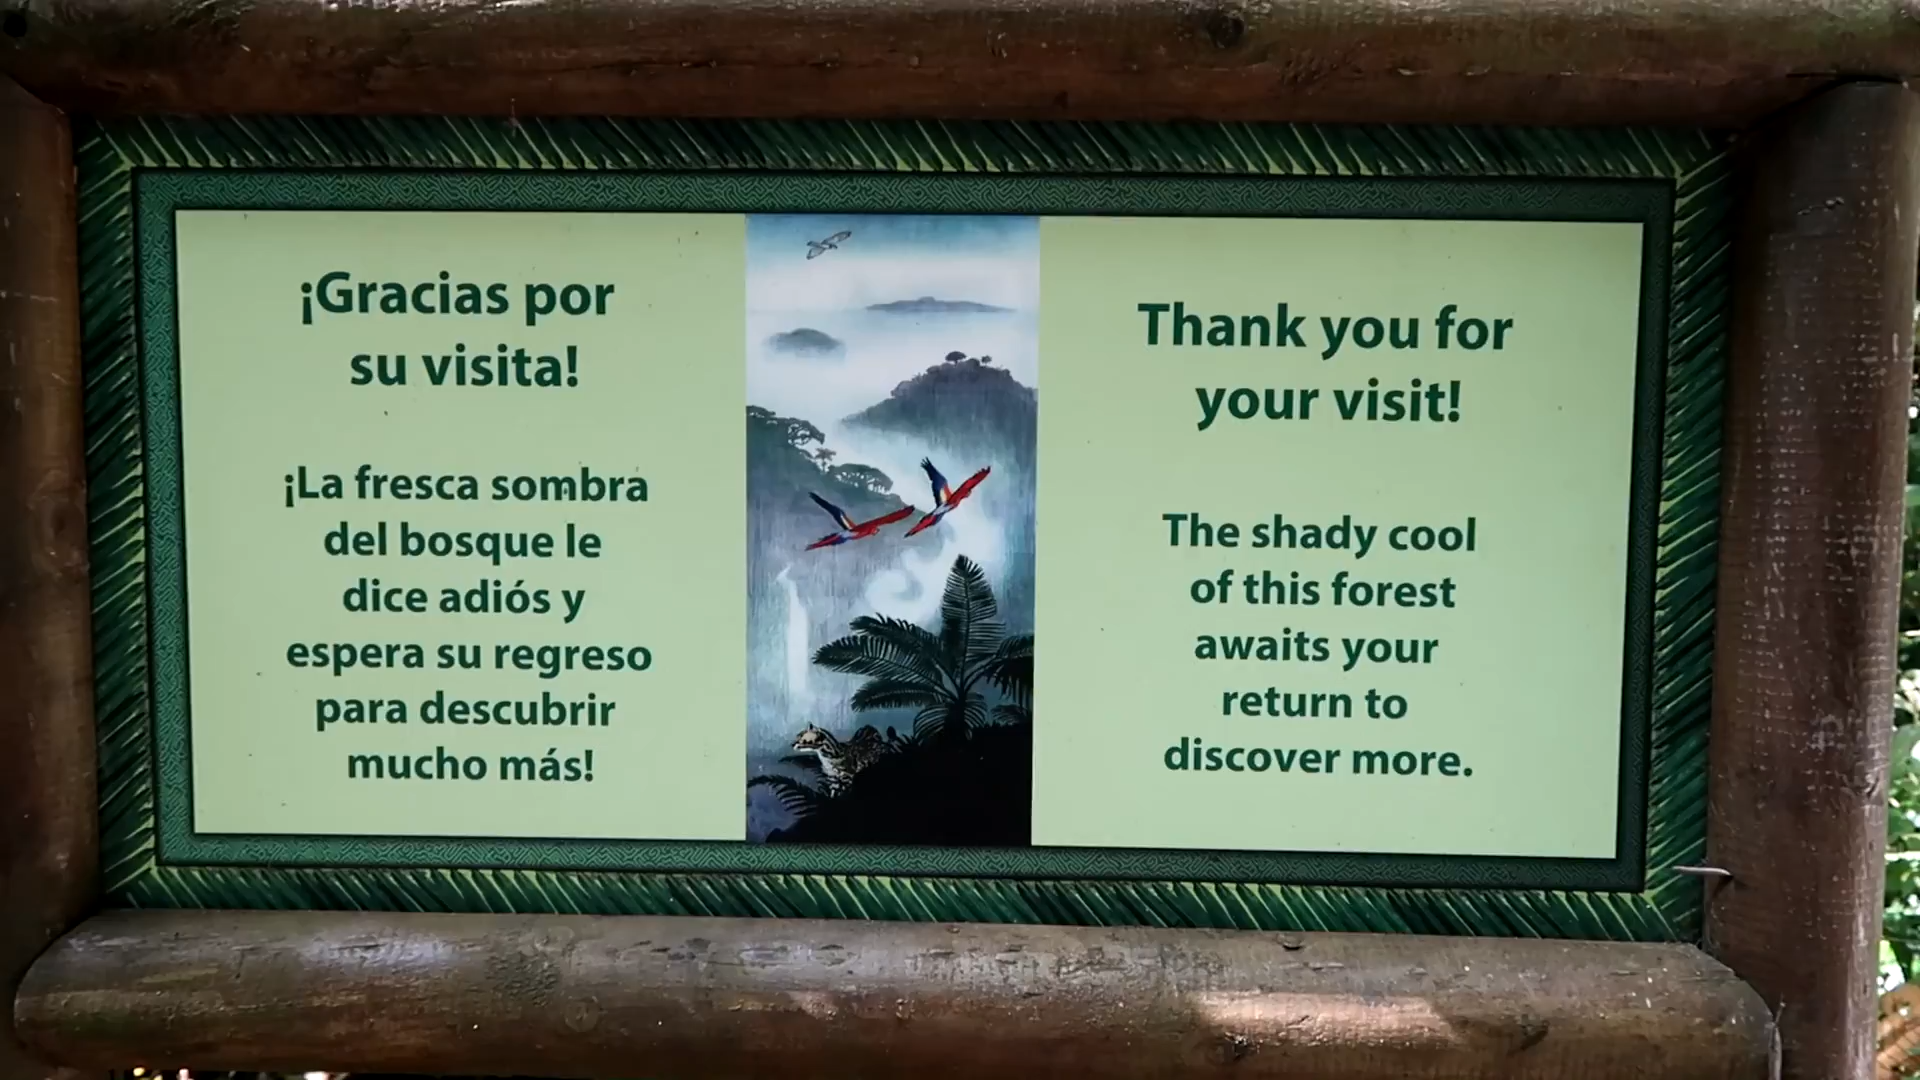 ¡Gracias por
su visita!
¡La fresca sombra
del bosque le
dice adiós y
espera su regreso
para descubrir
mucho más!
Thank you for
your visit!
The shady cool
of this forest
awaits your
return to
discover more.